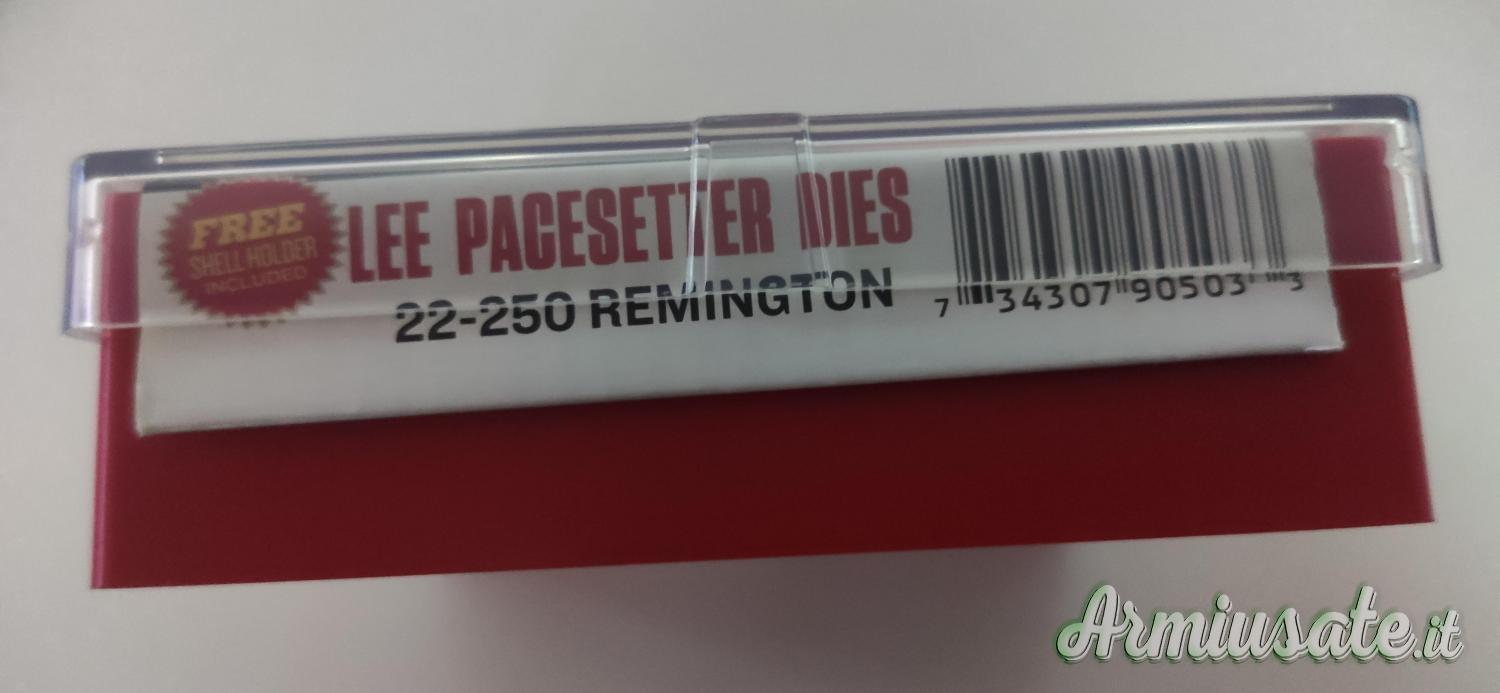 FREE
SHELL HOLDER
INCLUDED
LEE PACESETTER DIES
22-250 REMINGTON
7 34307 90503 3
Armiusate.it